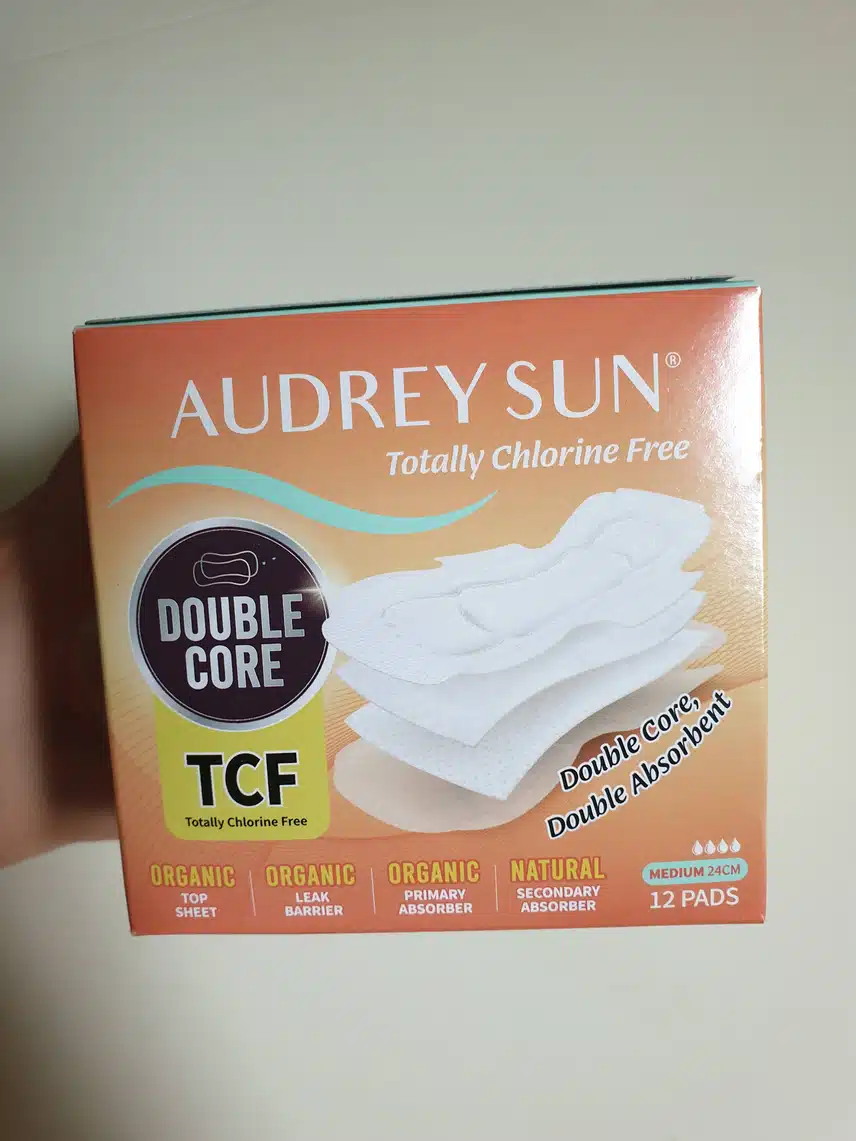 AUDREY SUN®
Totally Chlorine Free
DOUBLE
CORE
TCF
Totally Chlorine Free
Double Core,
Double Absorbent
ORGANIC
TOP
SHEET
ORGANIC
LEAK
BARRIER
ORGANIC
PRIMARY
ABSORBER
NATURAL
SECONDARY
ABSORBER
MEDIUM 24CM
12 PADS